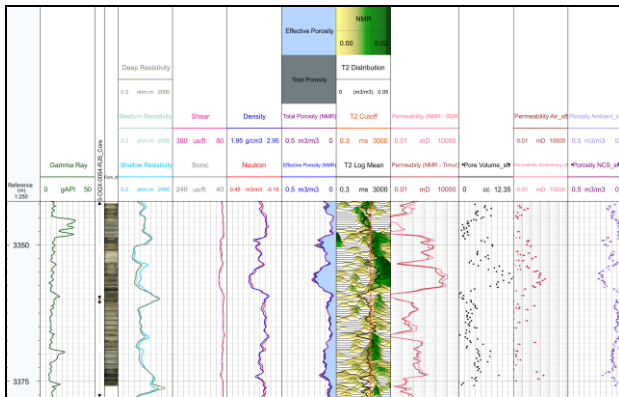 Effective Porosity
NMR
0.00 0.02
Deep Resistivity
T2 Distribution
0.2 ohm.m 2000
Total Porosity
0 (m3/m3) 0.05
Medium Resistivity Shear Density Total Porosity (NMR) T2 Cutoff Permeability (NMR - SDR
Permeability Air_sft Porosity Ambient_s
0.2 ohm.m 2000 380 us/ft 80 1.95 g/cm3 2.95 0.5 m3/m3 0 0.3 ms 3000 0.01 mD 10000
0.01 mD 10000 0.5 m3/m3 0
Gamma Ray Shallow Resistivity Sonic Neutron Effective Porosity (NMR) T2 Log Mean Permeability (NMR - Timur) Pore Volume_sft Porosity NCS_s
Reference
(m)
1:250
0 gAPI 50 0.2 ohm.m 2000 240 us/ft 40 0.45 m3/m3 -0.15 0.5 m3/m3 0 0.3 ms 3000 0.01 mD 10000 0 cc 12.35 0.01 mD 10000 0.5 m3/m3 0
3350
3375